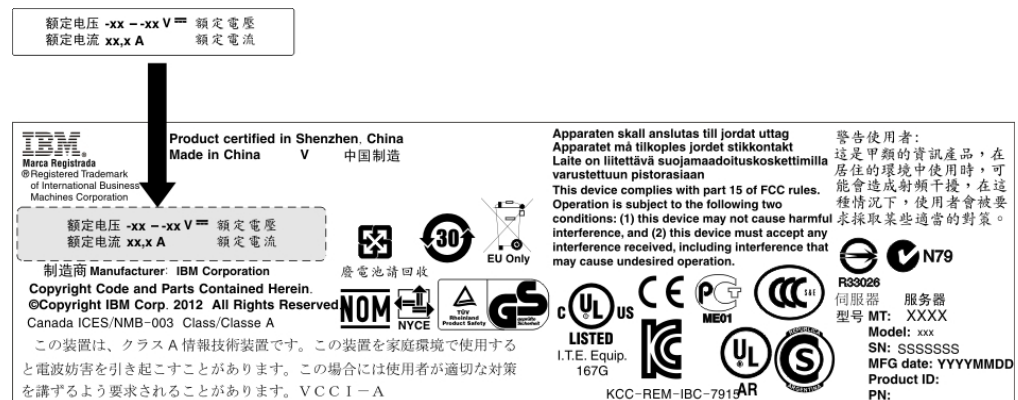 额定电压 -xx – -xx V 額定電壓
额定电流 xx,x A 額定電流
IBM®
Marca Registrada
® Registered Trademark
of International Business
Machines Corporation
Product certified in Shenzhen, China
Made in China V 中国制造
额定电压 -xx – -xx V 額定電壓
额定电流 xx,x A 額定電流
制造商 Manufacturer: IBM Corporation
Copyright Code and Parts Contained Herein.
©Copyright IBM Corp. 2012 All Rights Reserved
Canada ICES/NMB-003 Class/Classe A
この装置は、クラス A 情報技術装置です。この装置を家庭環境で使用する
と電波妨害を引き起こすことがあります。この場合には使用者が適切な対策
を講ずるよう要求されることがあります。VCCI-A
廢電池請回收
30
EU Only
NOM
NYCE
TÜV
Rheinland
Product Safety
GS
geprüfte
Sicherheit
Apparaten skall anslutas till jordat uttag
Apparatet må tilkoples jordet stikkontakt
Laite on liitettävä suojamaadoituskoskettimilla
varustettuun pistorasiaan
This device complies with part 15 of FCC rules.
Operation is subject to the following two
conditions: (1) this device may not cause harmful
interference, and (2) this device must accept any
interference received, including interference that
may cause undesired operation.
c UL US
LISTED
I.T.E. Equip.
167G
CE
PG
ME01
CCC
S&E
KC
KCC-REM-IBC-7915
UL
AR
REPUBLICA
S
ARGENTINA
警告使用者:
這是甲類的資訊產品，在
居住的環境中使用時，可
能會造成射頻干擾，在這
種情況下，使用者會被要
求採取某些適當的對策。
R33026
N79
伺服器 服务器
型号 MT: XXXX
Model: xxx
SN: SSSSSSS
MFG date: YYYYMMDD
Product ID:
PN: